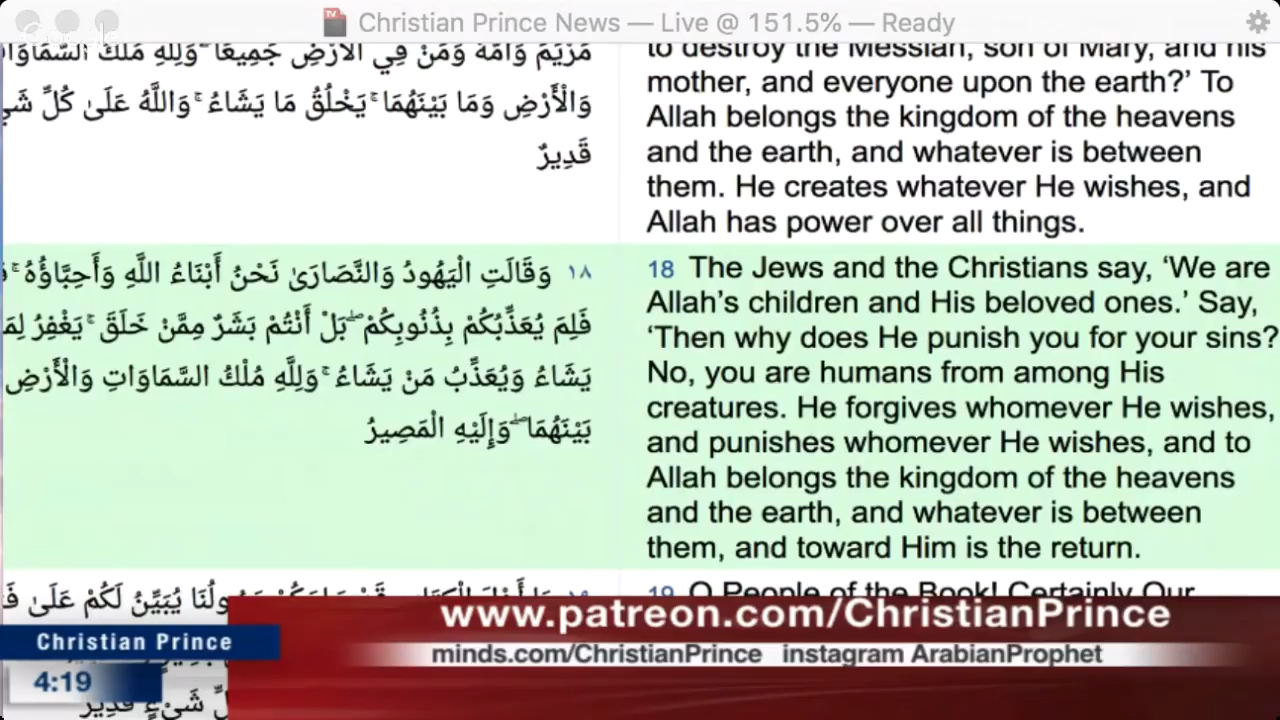 Christian Prince News — Live @ 151.5% — Ready
Google
مَرْيَمَ وَأُمَّهُ وَمَنْ فِي الْأَرْضِ جَمِيعًا ۗ وَلِلَّهِ مُلْكُ السَّمَاوَاتِ
وَالْأَرْضِ وَمَا بَيْنَهُمَا ۚ يَخْلُقُ مَا يَشَاءُ ۚ وَاللَّهُ عَلَىٰ كُلِّ
قَدِيرٌ
١٨ وَقَالَتِ الْيَهُودُ وَالنَّصَارَىٰ نَحْنُ أَبْنَاءُ اللَّهِ وَأَحِبَّاؤُهُ ۚ
فَلِمَ يُعَذِّبُكُمْ بِذُنُوبِكُمْ ۖ بَلْ أَنْتُمْ بَشَرٌ مِمَّنْ خَلَقَ ۚ يَغْفِرُ
يَشَاءُ وَيُعَذِّبُ مَنْ يَشَاءُ ۚ وَلِلَّهِ مُلْكُ السَّمَاوَاتِ وَالْأَرْضِ
بَيْنَهُمَا ۖ وَإِلَيْهِ الْمَصِيرُ
يُبَيِّنُ لَكُمْ عَلَىٰ
قَدِيرٌ
to destroy the Messiah, son of Mary, and his
mother, and everyone upon the earth?’ To
Allah belongs the kingdom of the heavens
and the earth, and whatever is between
them. He creates whatever He wishes, and
Allah has power over all things.
18 The Jews and the Christians say, ‘We are
Allah’s children and His beloved ones.’ Say,
‘Then why does He punish you for your sins?
No, you are humans from among His
creatures. He forgives whomever He wishes,
and punishes whomever He wishes, and to
Allah belongs the kingdom of the heavens
and the earth, and whatever is between
them, and toward Him is the return.
19 O People of the Book! Certainly Our
www.patreon.com/ChristianPrince
Christian Prince
minds.com/ChristianPrince instagram ArabianProphet
4:19